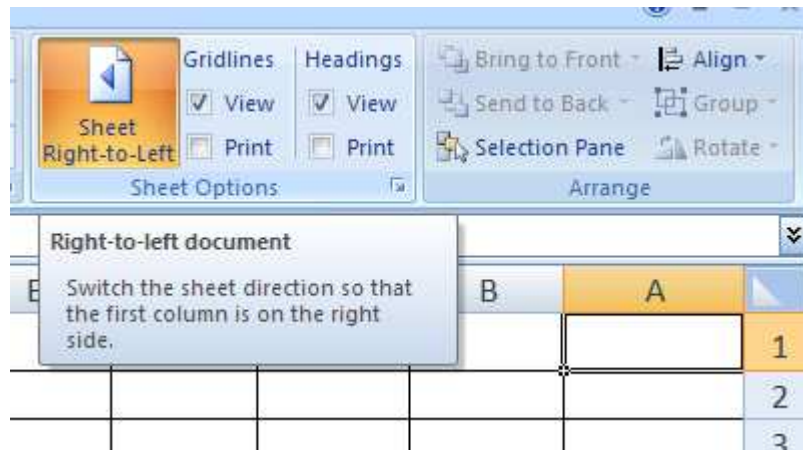 Sheet
Right-to-Left
Gridlines
View
Print
Headings
View
Print
Sheet Options
Bring to Front
Send to Back
Selection Pane
Align
Group
Rotate
Arrange
Right-to-left document
Switch the sheet direction so that
the first column is on the right
side.
B A
1
2
3